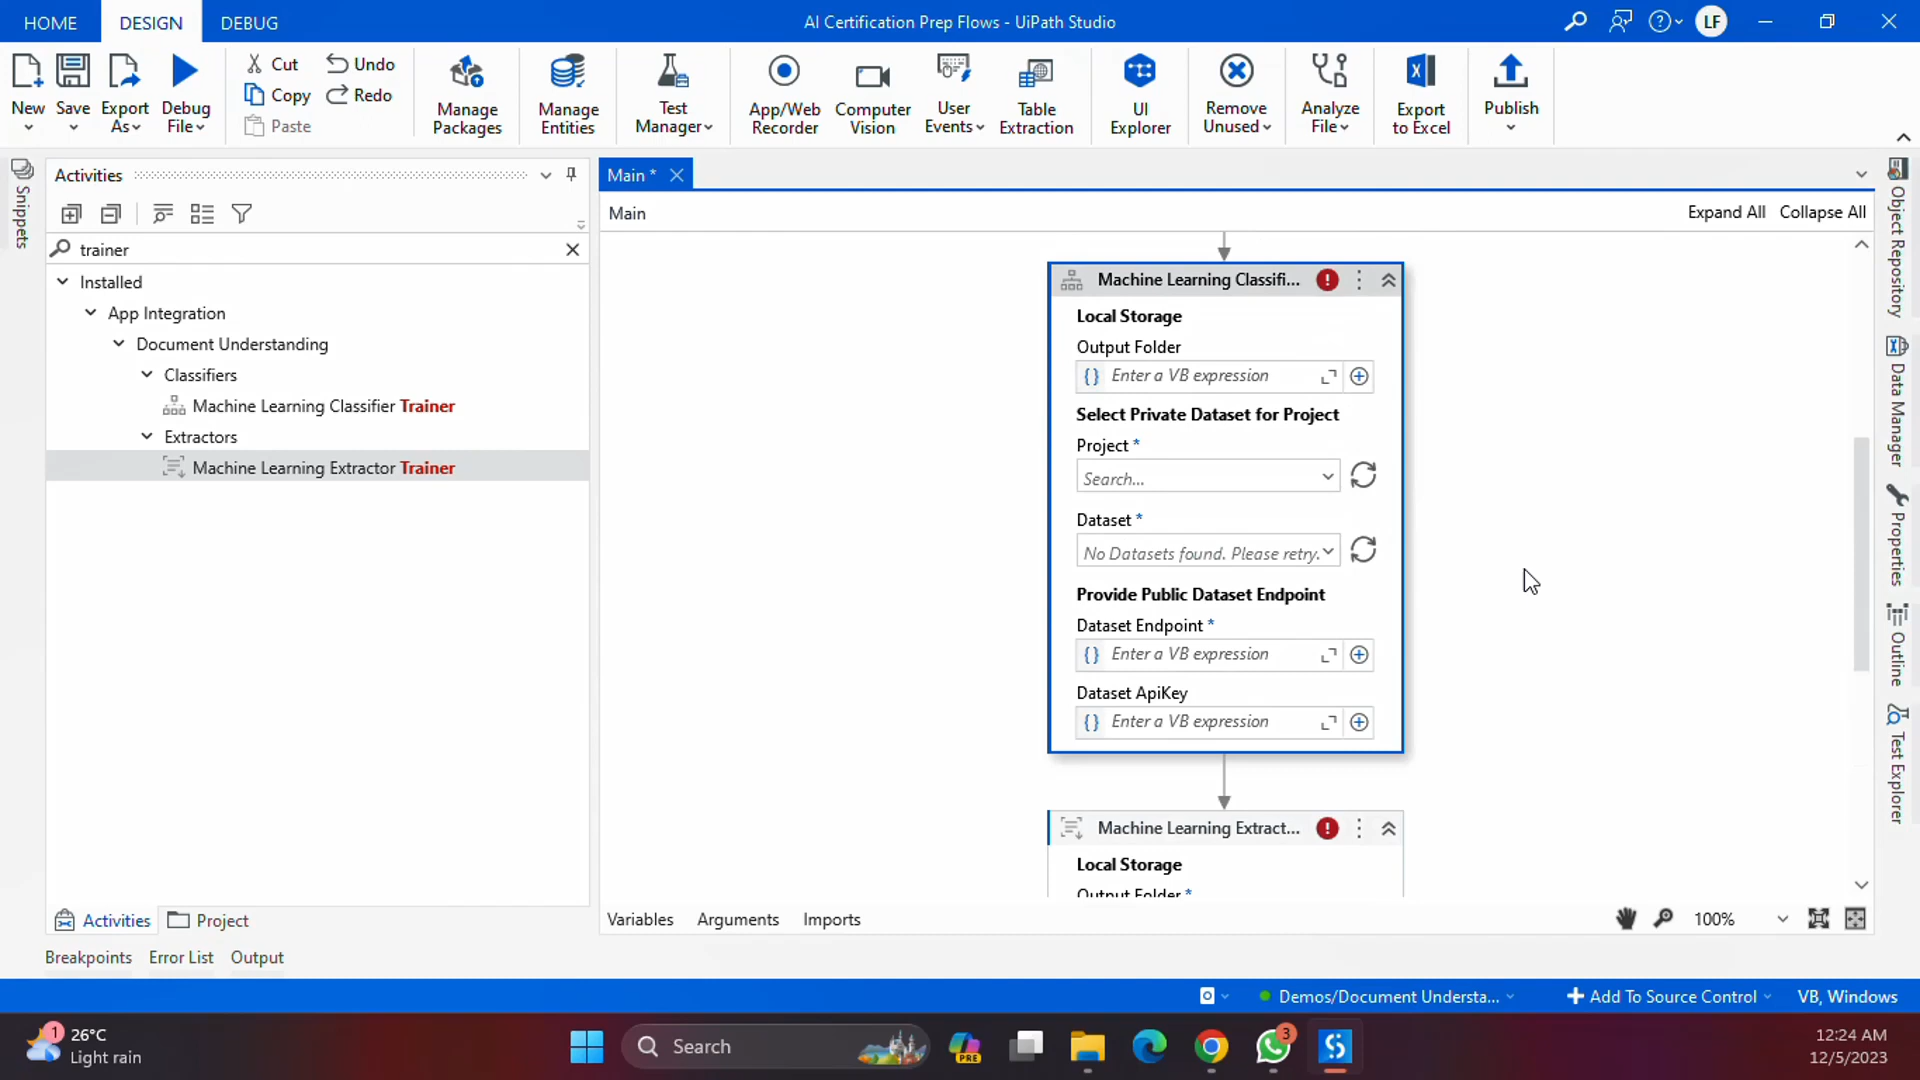 HOME
DESIGN
DEBUG
AI Certification Prep Flows - UiPath Studio
LF
New
Save
Export As
Debug File
Cut
Copy
Paste
Undo
Redo
Manage Packages
Manage Entities
Test Manager
App/Web Recorder
Computer Vision
User Events
Table Extraction
UI Explorer
Remove Unused
Analyze File
Export to Excel
Publish
Snippets
Activities
trainer
Installed
App Integration
Document Understanding
Classifiers
Machine Learning Classifier Trainer
Extractors
Machine Learning Extractor Trainer
Activities
Project
Main *
Main
Expand All
Collapse All
Machine Learning Classifi...
Local Storage
Output Folder
{} Enter a VB expression
Select Private Dataset for Project
Project *
Search...
Dataset *
No Datasets found. Please retry.
Provide Public Dataset Endpoint
Dataset Endpoint *
{} Enter a VB expression
Dataset ApiKey
{} Enter a VB expression
Machine Learning Extract...
Local Storage
Output Folder *
Variables
Arguments
Imports
100%
Object Repository
Data Manager
Properties
Outline
Test Explorer
Breakpoints
Error List
Output
Demos/Document Understa...
Add To Source Control
VB, Windows
1
26°C
Light rain
Search
PRE
3
12:24 AM
12/5/2023